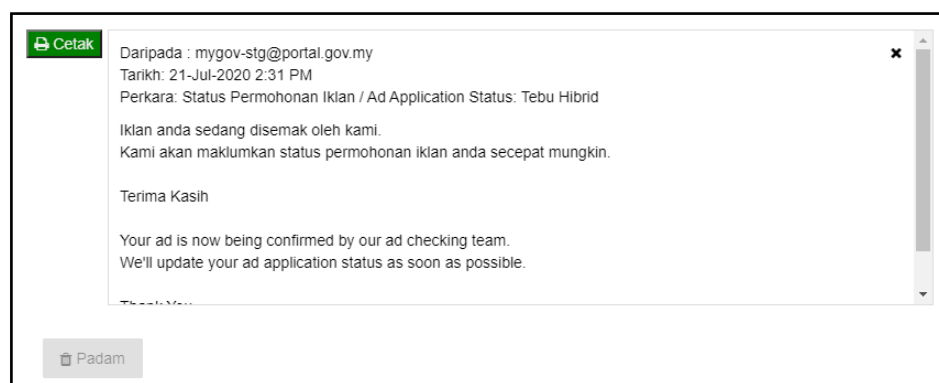 Cetak
Daripada : mygov-stg@portal.gov.my
Tarikh: 21-Jul-2020 2:31 PM
Perkara: Status Permohonan Iklan / Ad Application Status: Tebu Hibrid
Iklan anda sedang disemak oleh kami.
Kami akan maklumkan status permohonan iklan anda secepat mungkin.
Terima Kasih
Your ad is now being confirmed by our ad checking team.
We'll update your ad application status as soon as possible.
Thank You
Padam